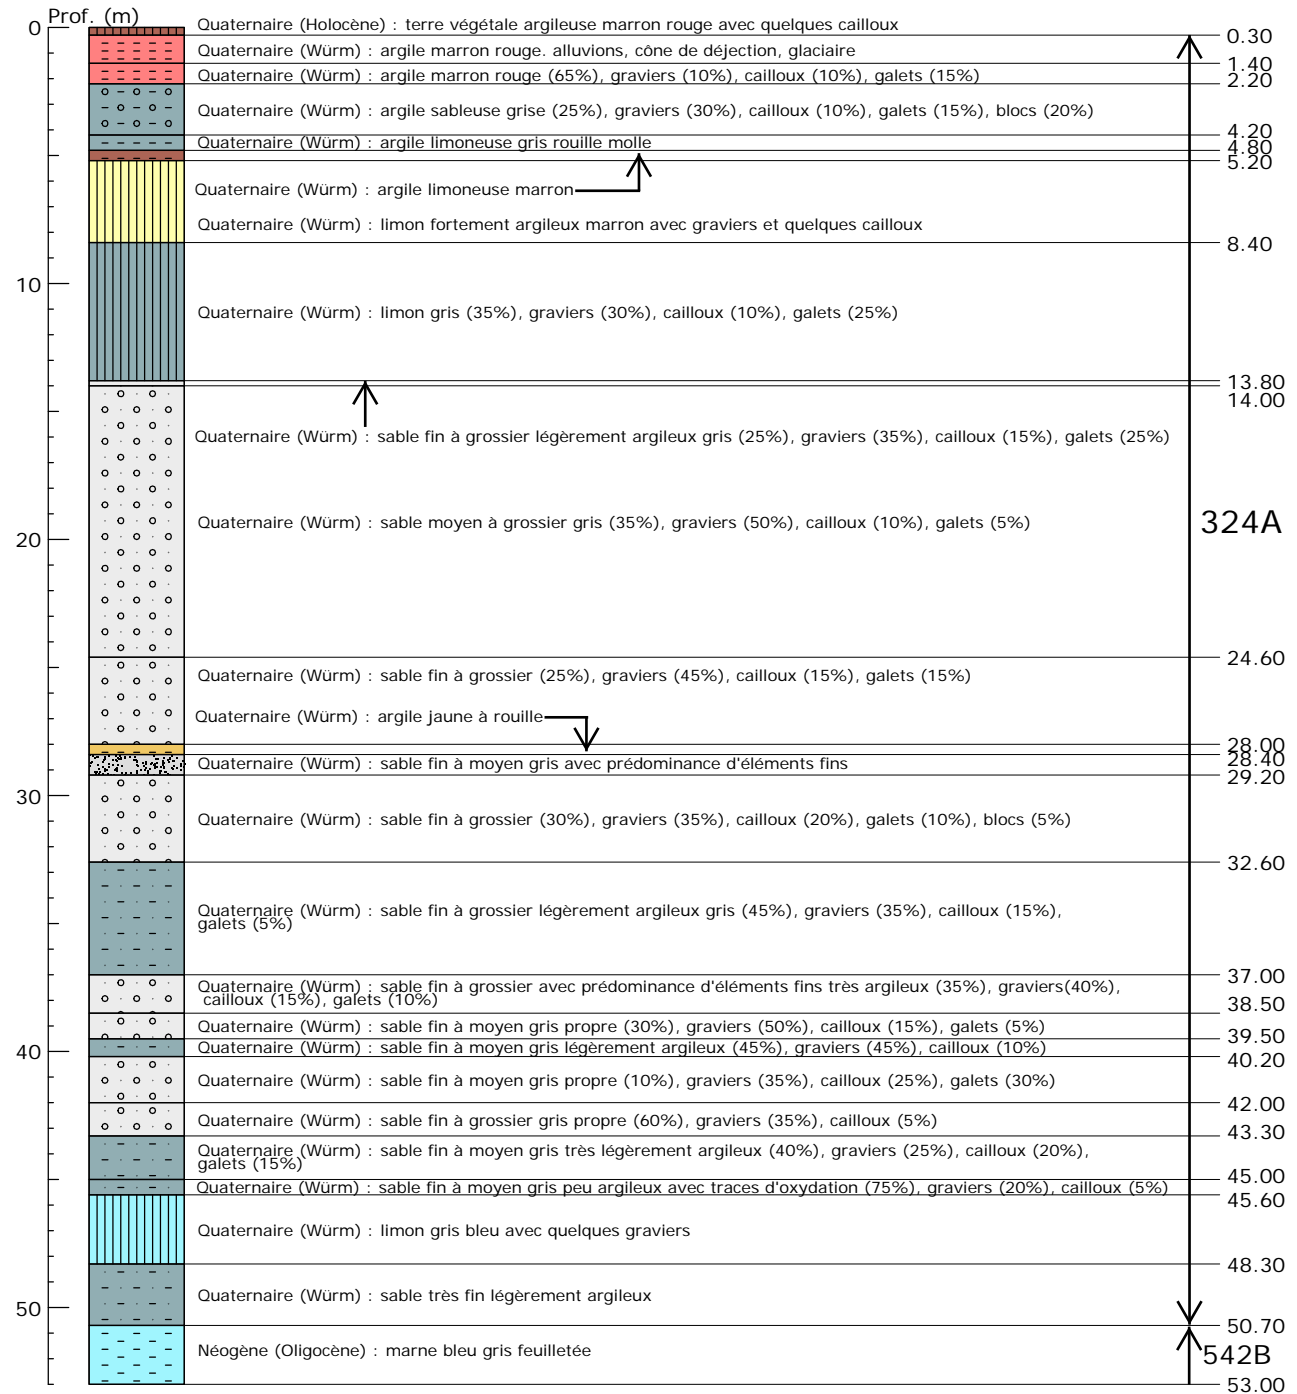 Prof. (m)
0
Quaternaire (Holocène) : terre végétale argileuse marron rouge avec quelques cailloux
0.30
Quaternaire (Würm) : argile marron rouge. alluvions, cône de déjection, glaciaire
1.40
Quaternaire (Würm) : argile marron rouge (65%), graviers (10%), cailloux (10%), galets (15%)
2.20
Quaternaire (Würm) : argile sableuse grise (25%), graviers (30%), cailloux (10%), galets (15%), blocs (20%)
4.20
Quaternaire (Würm) : argile limoneuse gris rouille molle
4.80
5.20
Quaternaire (Würm) : argile limoneuse marron
Quaternaire (Würm) : limon fortement argileux marron avec graviers et quelques cailloux
8.40
10
Quaternaire (Würm) : limon gris (35%), graviers (30%), cailloux (10%), galets (25%)
13.80
14.00
Quaternaire (Würm) : sable fin à grossier légèrement argileux gris (25%), graviers (35%), cailloux (15%), galets (25%)
Quaternaire (Würm) : sable moyen à grossier gris (35%), graviers (50%), cailloux (10%), galets (5%)
324A
20
24.60
Quaternaire (Würm) : sable fin à grossier (25%), graviers (45%), cailloux (15%), galets (15%)
Quaternaire (Würm) : argile jaune à rouille
28.00
28.40
Quaternaire (Würm) : sable fin à moyen gris avec prédominance d'éléments fins
29.20
30
Quaternaire (Würm) : sable fin à grossier (30%), graviers (35%), cailloux (20%), galets (10%), blocs (5%)
32.60
Quaternaire (Würm) : sable fin à grossier légèrement argileux gris (45%), graviers (35%), cailloux (15%),
galets (5%)
37.00
Quaternaire (Würm) : sable fin à grossier avec prédominance d'éléments fins très argileux (35%), graviers(40%),
cailloux (15%), galets (10%)
38.50
Quaternaire (Würm) : sable fin à moyen gris propre (30%), graviers (50%), cailloux (15%), galets (5%)
39.50
40
Quaternaire (Würm) : sable fin à moyen gris légèrement argileux (45%), graviers (45%), cailloux (10%)
40.20
Quaternaire (Würm) : sable fin à moyen gris propre (10%), graviers (35%), cailloux (25%), galets (30%)
42.00
Quaternaire (Würm) : sable fin à grossier gris propre (60%), graviers (35%), cailloux (5%)
43.30
Quaternaire (Würm) : sable fin à moyen gris très légèrement argileux (40%), graviers (25%), cailloux (20%),
galets (15%)
45.00
Quaternaire (Würm) : sable fin à moyen gris peu argileux avec traces d'oxydation (75%), graviers (20%), cailloux (5%)
45.60
Quaternaire (Würm) : limon gris bleu avec quelques graviers
48.30
Quaternaire (Würm) : sable très fin légèrement argileux
50
50.70
Néogène (Oligocène) : marne bleu gris feuilletée
542B
53.00